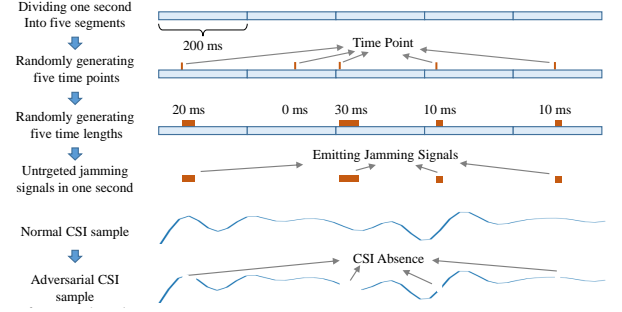 Dividing one second
Into five segments
200 ms
Time Point
Randomly generating
five time points
Randomly generating
five time lengths
20 ms
0 ms
30 ms
10 ms
10 ms
Emitting Jamming Signals
Untrgeted jamming
signals in one second
Normal CSI sample
CSI Absence
Adversarial CSI
sample